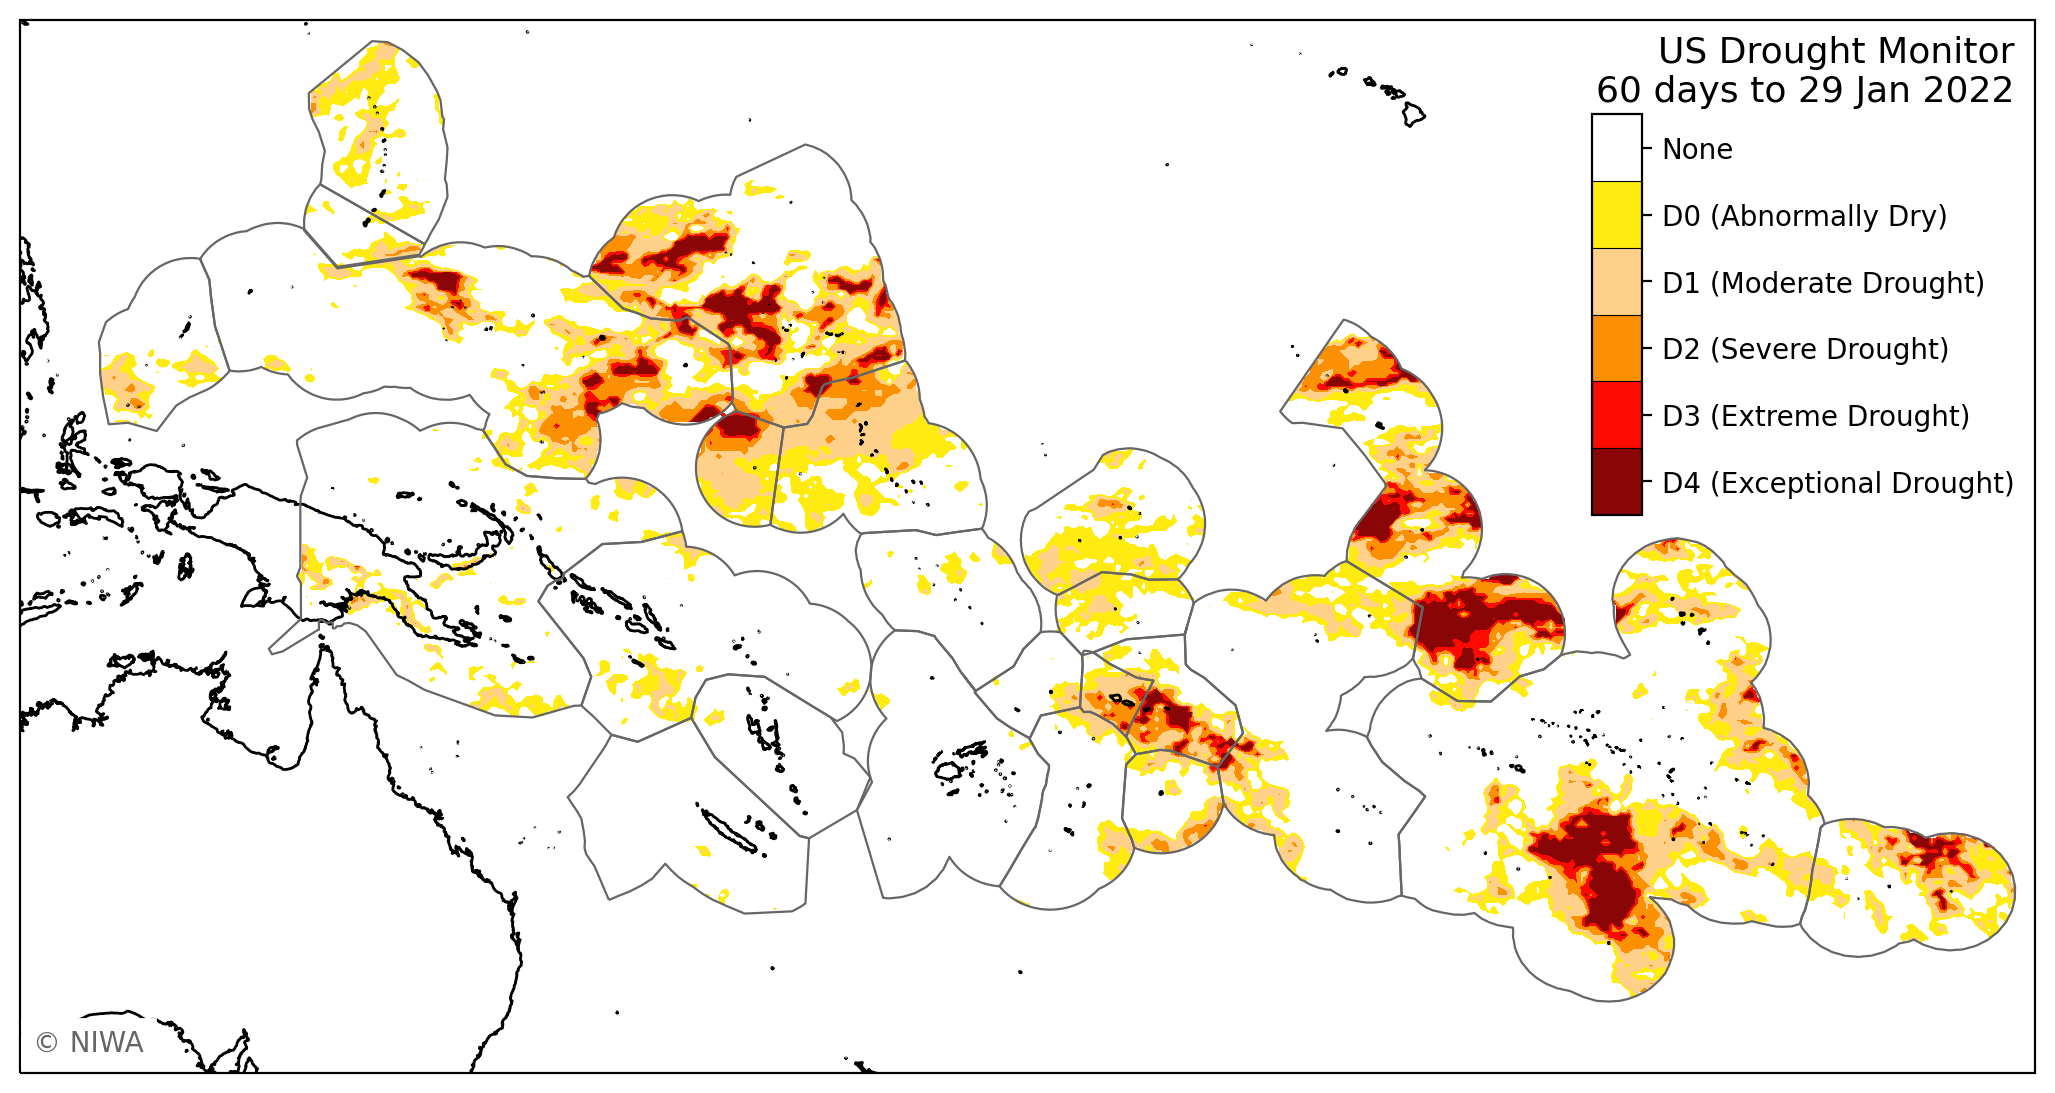 US Drought Monitor
60 days to 29 Jan 2022
None
D0 (Abnormally Dry)
D1 (Moderate Drought)
D2 (Severe Drought)
D3 (Extreme Drought)
D4 (Exceptional Drought)
© NIWA